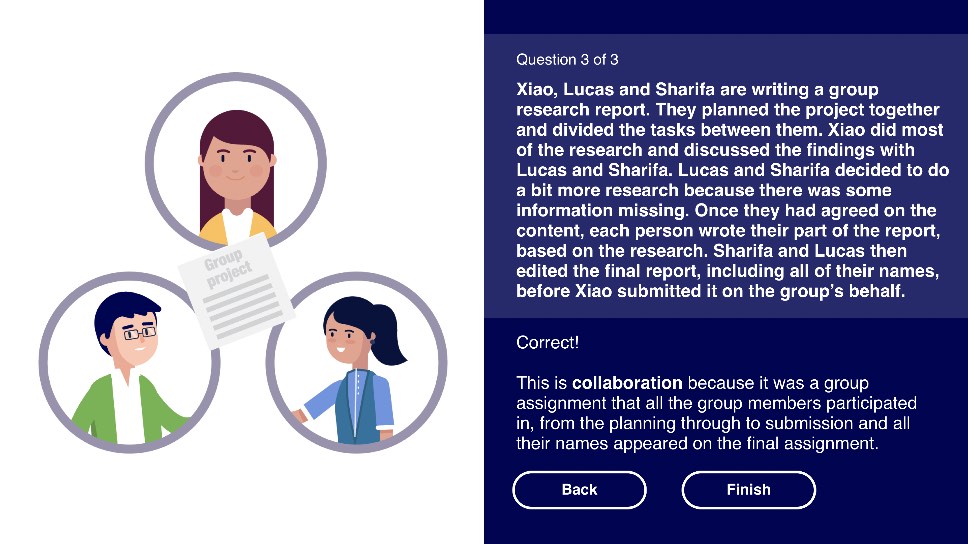 Group
project
Question 3 of 3
Xiao, Lucas and Sharifa are writing a group
research report. They planned the project together
and divided the tasks between them. Xiao did most
of the research and discussed the findings with
Lucas and Sharifa. Lucas and Sharifa decided to do
a bit more research because there was some
information missing. Once they had agreed on the
content, each person wrote their part of the report,
based on the research. Sharifa and Lucas then
edited the final report, including all of their names,
before Xiao submitted it on the group’s behalf.
Correct!
This is collaboration because it was a group
assignment that all the group members participated
in, from the planning through to submission and all
their names appeared on the final assignment.
Back
Finish